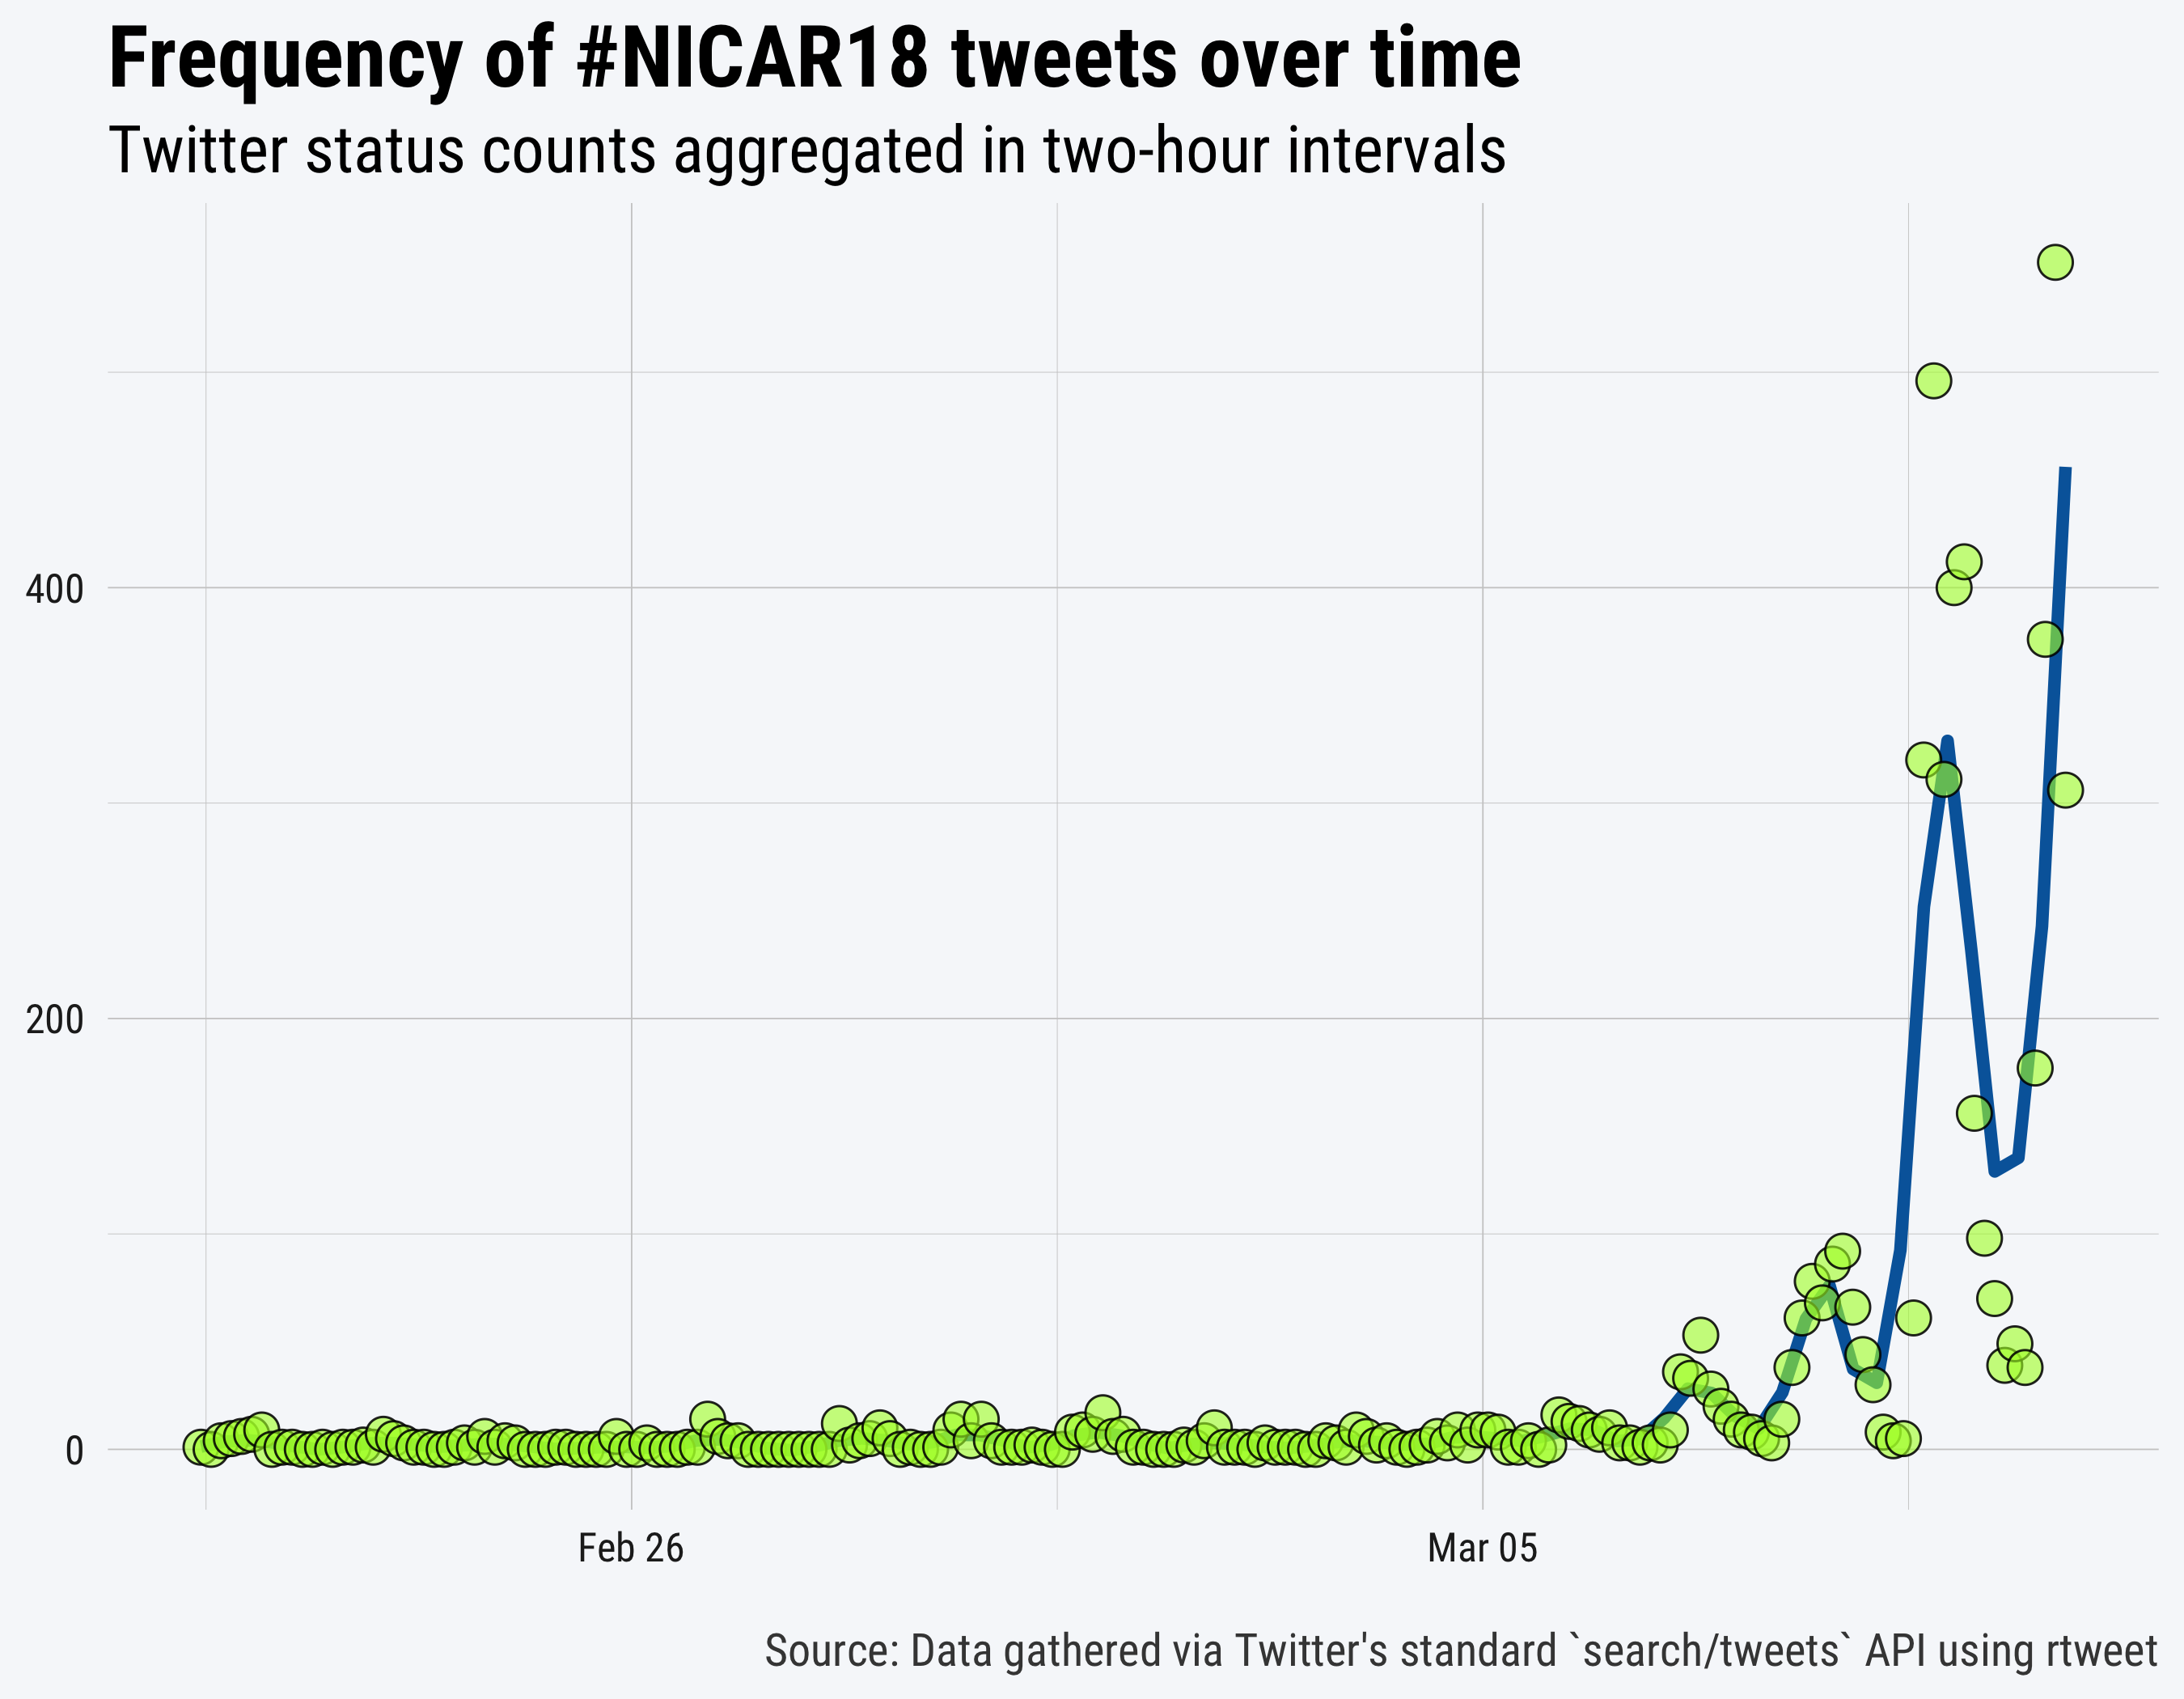 Frequency of #NICAR18 tweets over time
Twitter status counts aggregated in two-hour intervals
400
200
0
Feb 26 Mar 05
Source: Data gathered via Twitter's standard `search/tweets` API using rtweet